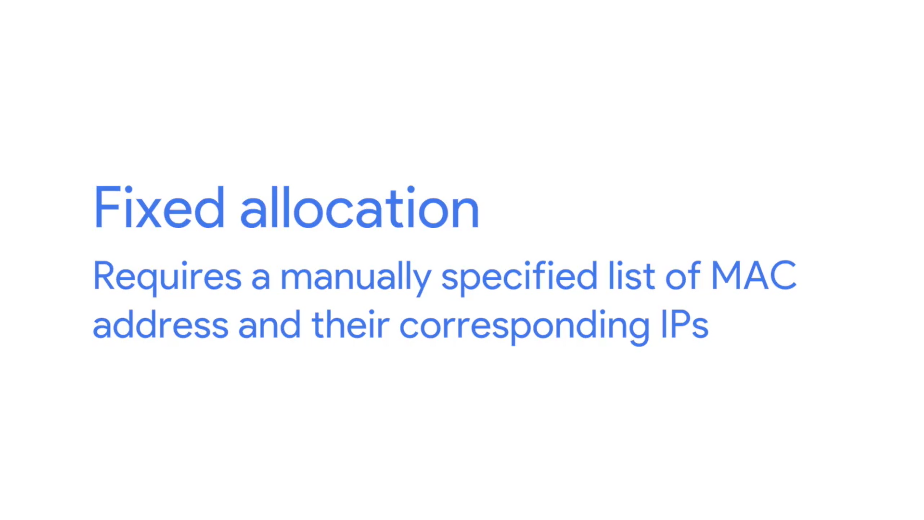 Fixed allocation
Requires a manually specified list of MAC
address and their corresponding IPs